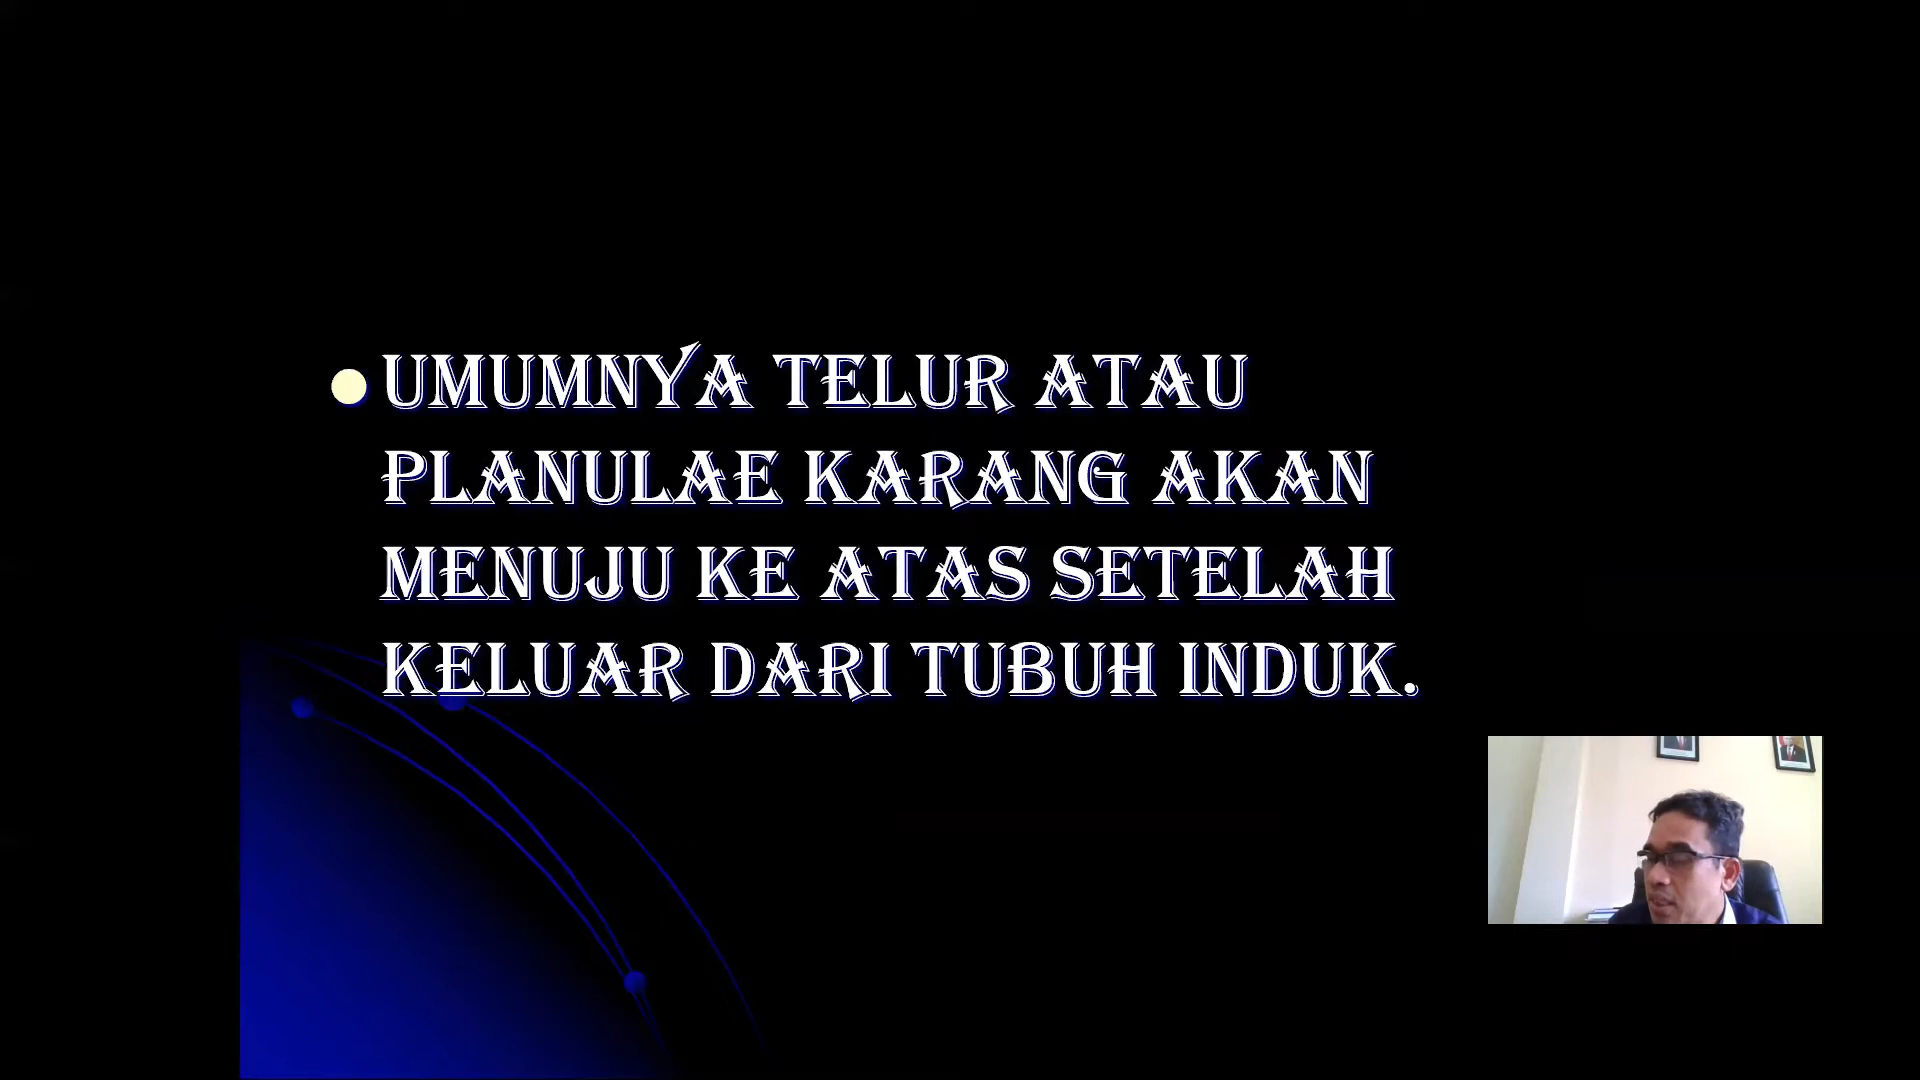 UMUMNYA TELUR ATAU
PLANULAE KARANG AKAN
MENUJU KE ATAS SETELAH
KELUAR DARI TUBUH INDUK.